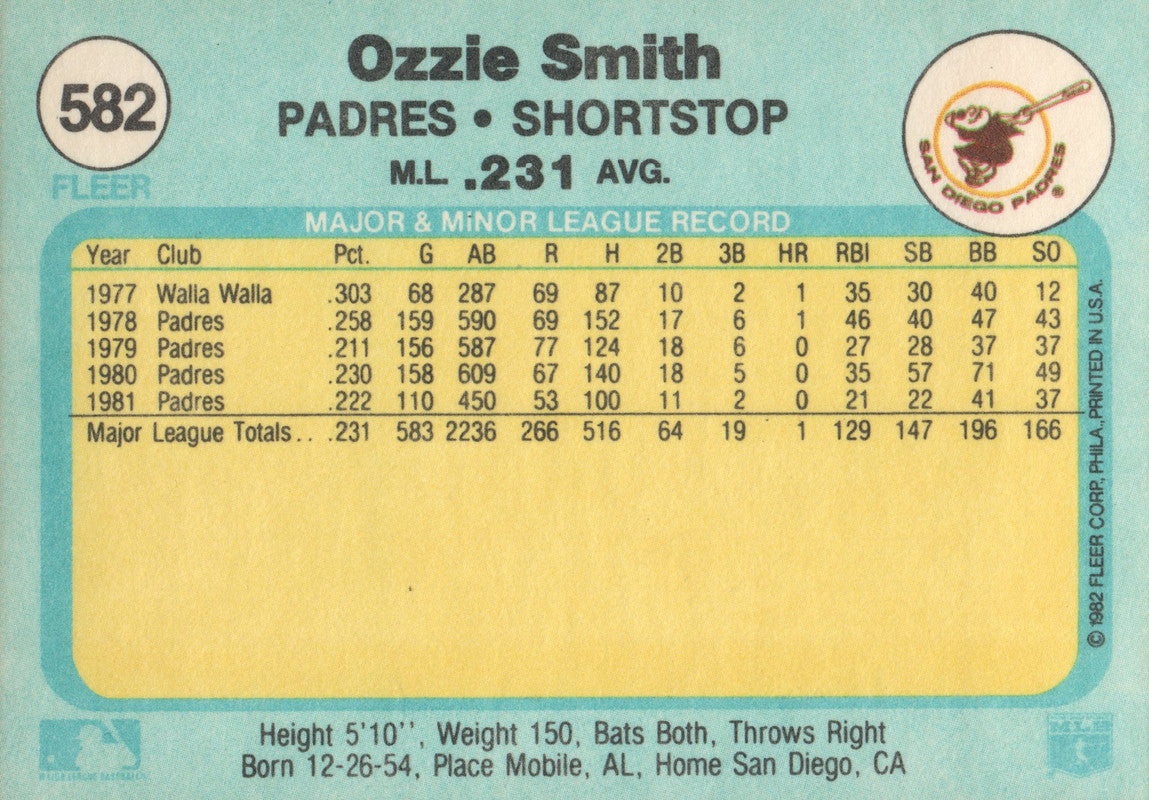 582
FLEER
Ozzie Smith
PADRES • SHORTSTOP
M.L. .231 AVG.
SAN DIEGO PADRES ®
MAJOR & MINOR LEAGUE RECORD
Year Club Pct. G AB R H 2B 3B HR RBI SB BB SO
1977 Walla Walla .303 68 287 69 87 10 2 1 35 30 40 12
1978 Padres .258 159 590 69 152 17 6 1 46 40 47 43
1979 Padres .211 156 587 77 124 18 6 0 27 28 37 37
1980 Padres .230 158 609 67 140 18 5 0 35 57 71 49
1981 Padres .222 110 450 53 100 11 2 0 21 22 41 37
Major League Totals . . .231 583 2236 266 516 64 19 1 129 147 196 166
© 1982 FLEER CORP., PHILA., PRINTED IN U.S.A.
Height 5'10'', Weight 150, Bats Both, Throws Right
Born 12-26-54, Place Mobile, AL, Home San Diego, CA
MAJOR LEAGUE BASEBALL
MLB